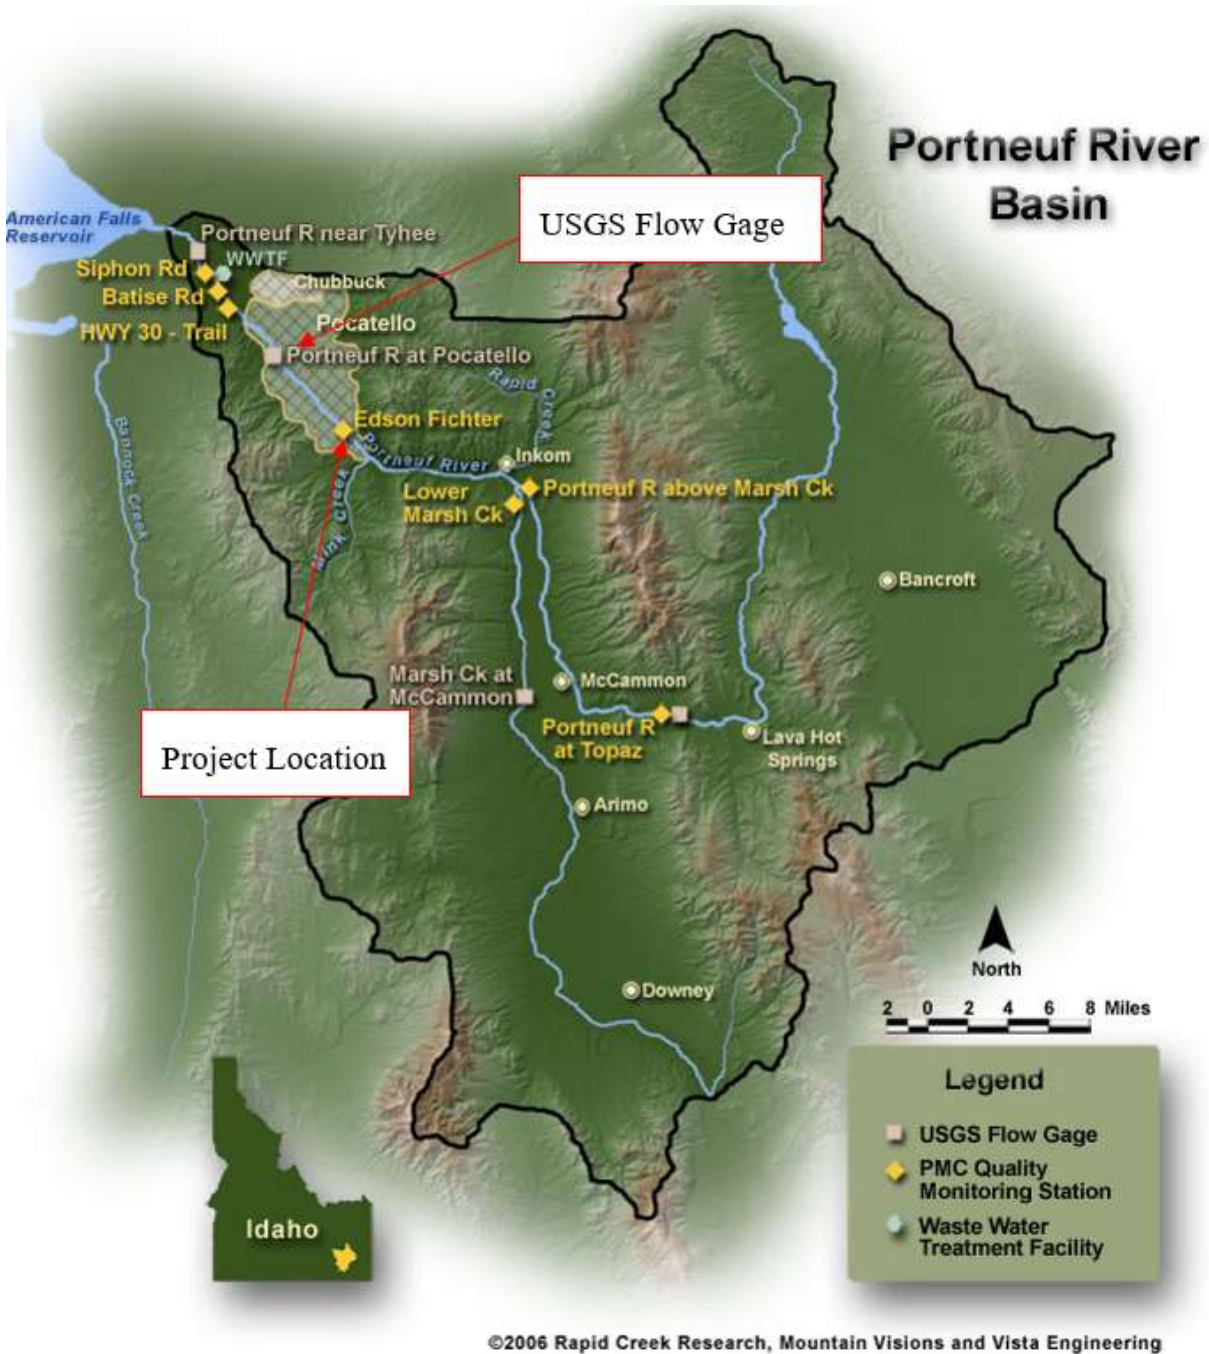 Portneuf River
Basin
USGS Flow Gage
American Falls
Reservoir
Portneuf R near Tyhee
WWTF
Siphon Rd
Batise Rd
HWY 30 - Trail
Chubbuck
Pocatello
Portneuf R at Pocatello
Rapid
Creek
Edson Fichter
Portneuf River
Inkom
Bannock Creek
Mink Creek
Lower
Marsh Ck
Portneuf R above Marsh Ck
Bancroft
Marsh Ck at
McCammon
McCammon
Portneuf R
at Topaz
Lava Hot
Springs
Project Location
Arimo
Downey
North
2 0 2 4 6 8 Miles
Legend
USGS Flow Gage
PMC Quality
Monitoring Station
Waste Water
Treatment Facility
Idaho
©2006 Rapid Creek Research, Mountain Visions and Vista Engineering